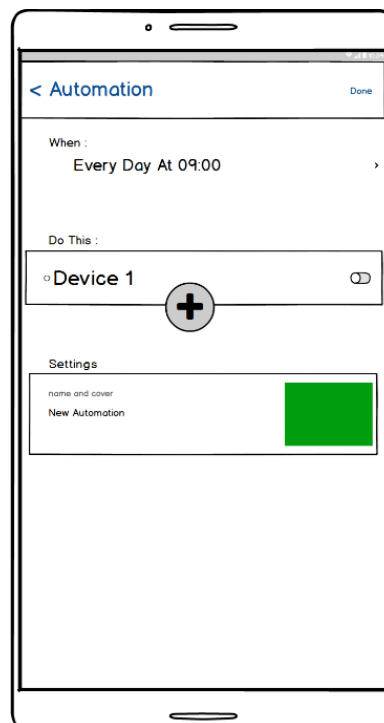 < Automation
Done
When :
Every Day At 09:00
›
Do This :
Device 1
Settings
name and cover
New Automation